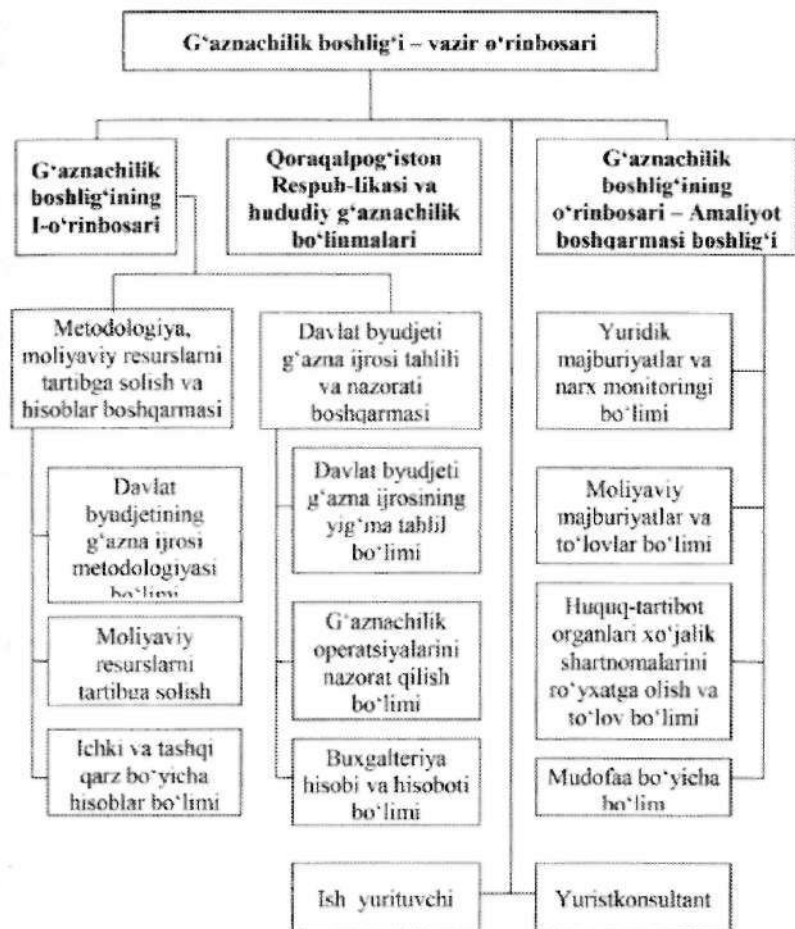 G‘aznachilik boshlig‘i – vazir o‘rinbosari
G‘aznachilik
boshlig‘ining
I-o‘rinbosari
Qoraqalpog‘iston
Respub-likasi va
hududiy g‘aznachilik
bo‘linmalari
G‘aznachilik
boshlig‘ining
o‘rinbosari – Amaliyot
boshqarmasi boshlig‘i
Metodologiya,
moliyaviy resurslarni
tartibga solish va
hisoblar boshqarmasi
Davlat byudjeti
g‘azna ijrosi tahlili
va nazorati
boshqarmasi
Yuridik
majburiyatlar va
narx monitoringi
bo‘limi
Davlat
byudjetining
g‘azna ijrosi
metodologiyasi
bo‘limi
Davlat byudjeti
g‘azna ijrosining
yig‘ma tahlil
bo‘limi
Moliyaviy
majburiyatlar va
to‘lovlar bo‘limi
Moliyaviy
resurslarni
tartibga solish
G‘aznachilik
operatsiyalarini
nazorat qilish
bo‘limi
Huquq-tartibot
organlari xo‘jalik
shartnomalarini
ro‘yxatga olish va
to‘lov bo‘limi
Ichki va tashqi
qarz bo‘yicha
hisoblar bo‘limi
Buxgalteriya
hisobi va hisoboti
bo‘limi
Mudofaa bo‘yicha
bo‘lim
Ish yurituvchi
Yuristkonsultant